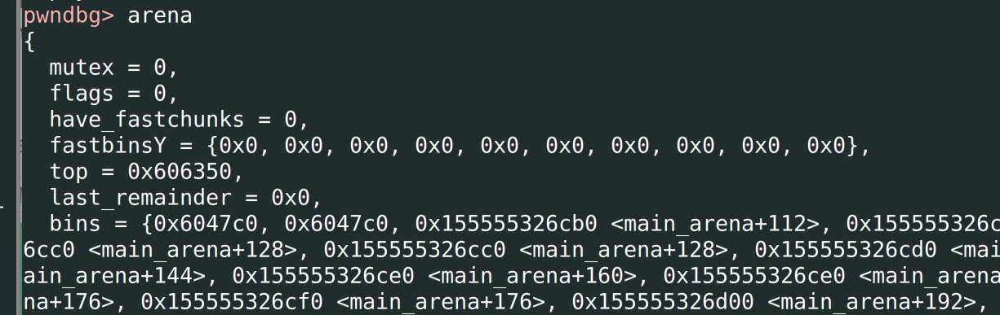 pwndbg> arena
{
  mutex = 0,
  flags = 0,
  have_fastchunks = 0,
  fastbinsY = {0x0, 0x0, 0x0, 0x0, 0x0, 0x0, 0x0, 0x0, 0x0, 0x0},
  top = 0x606350,
  last_remainder = 0x0,
  bins = {0x6047c0, 0x6047c0, 0x155555326cb0 <main_arena+112>, 0x155555326c
6cc0 <main_arena+128>, 0x155555326cc0 <main_arena+128>, 0x155555326cd0 <mai
ain_arena+144>, 0x155555326ce0 <main_arena+160>, 0x155555326ce0 <main_arena
na+176>, 0x155555326cf0 <main_arena+176>, 0x155555326d00 <main_arena+192>,